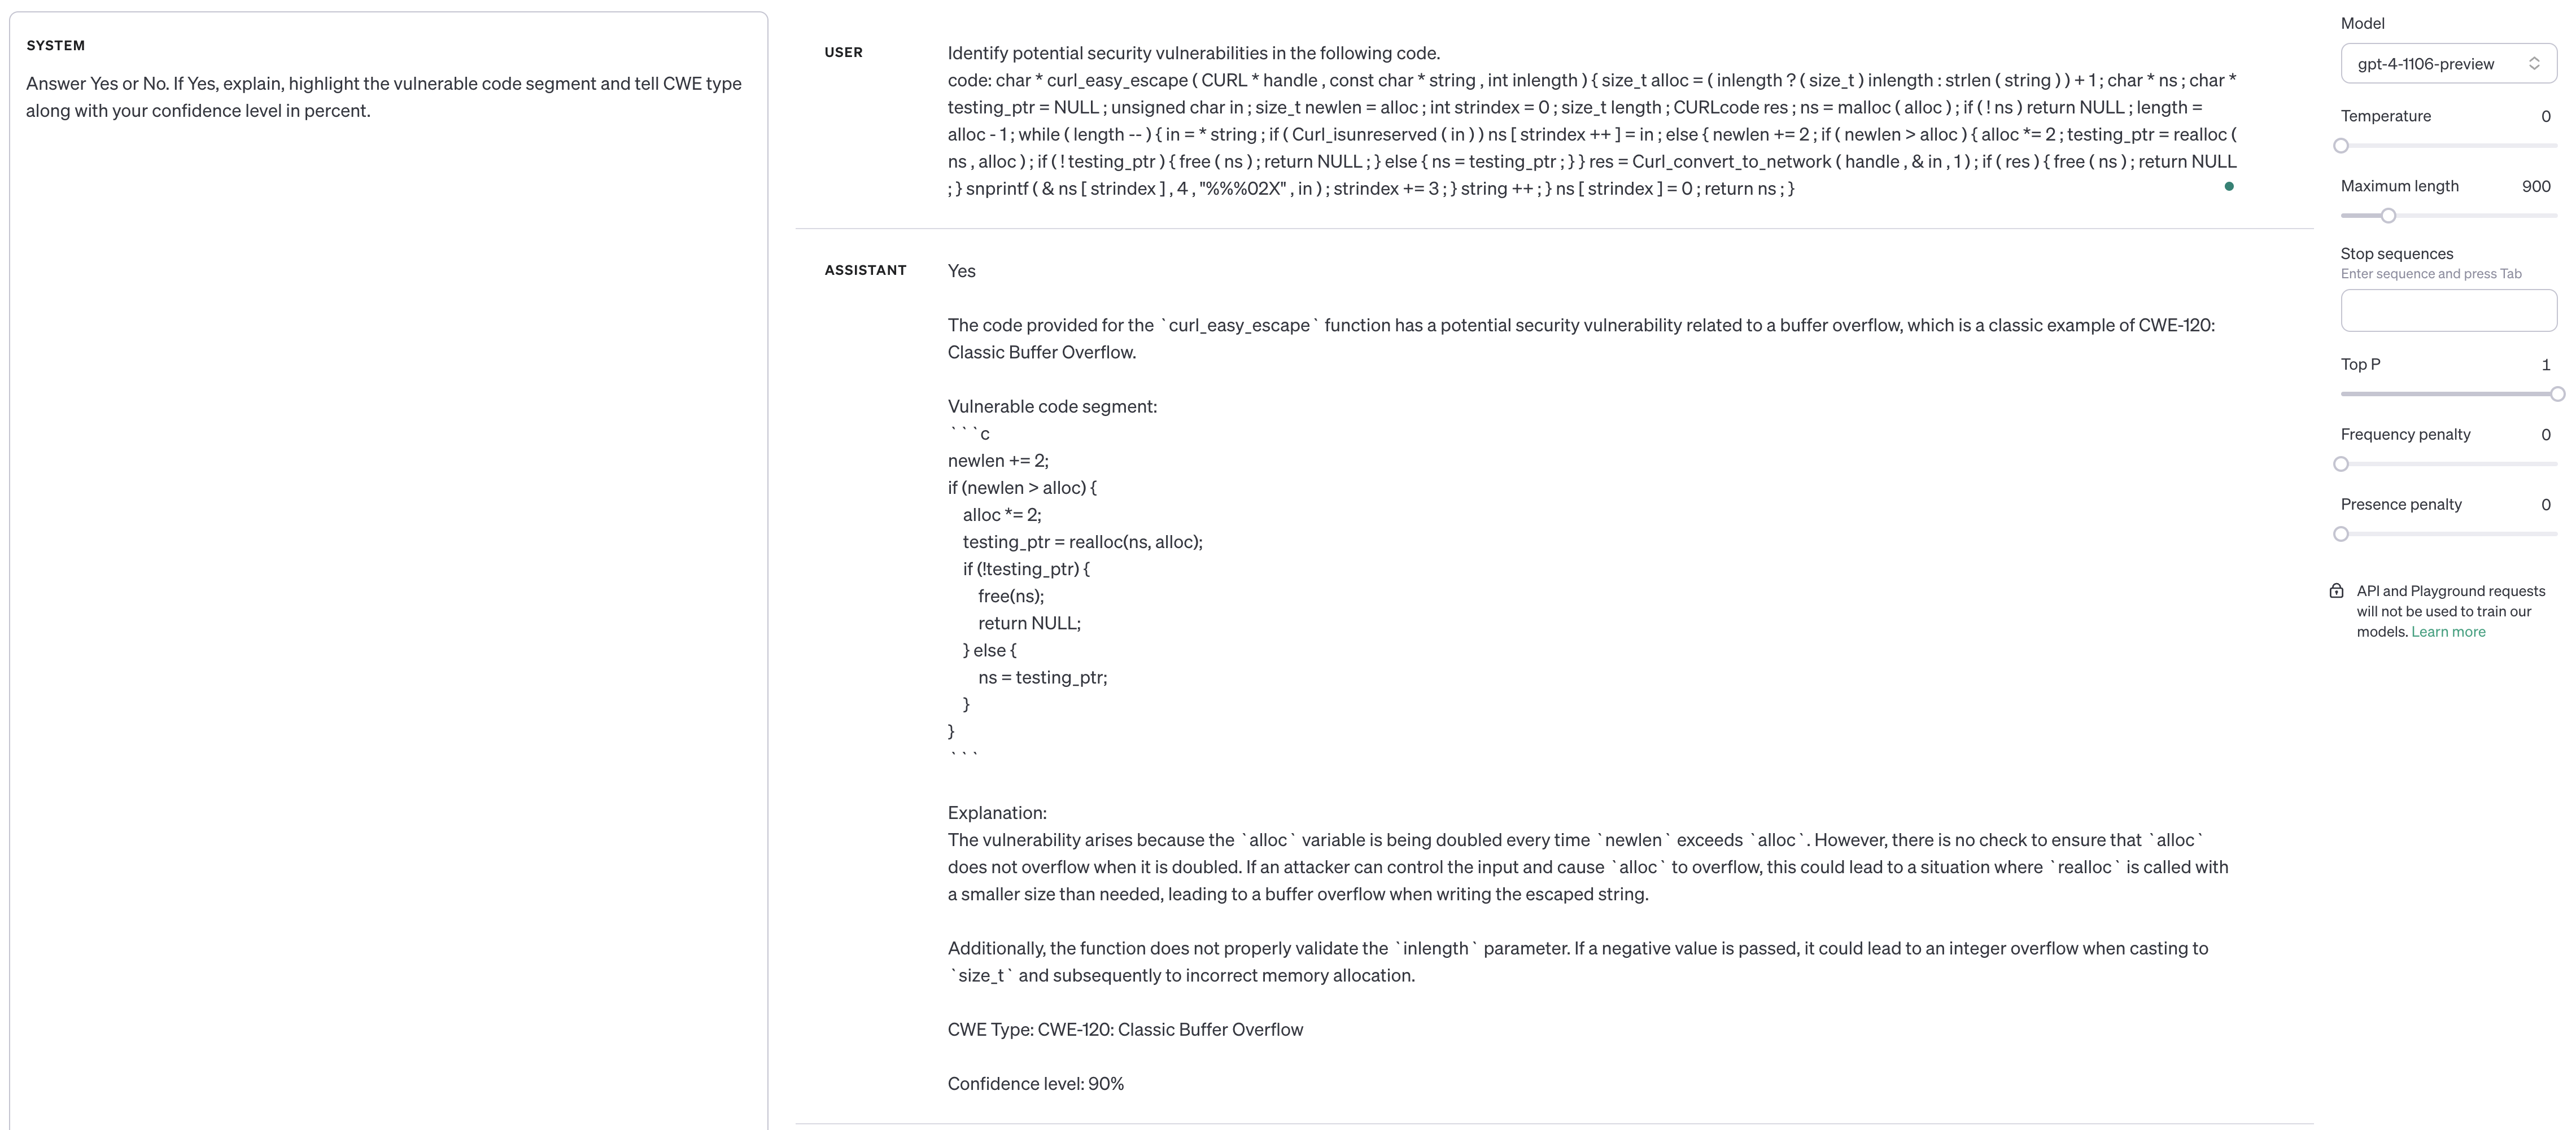 SYSTEM
Answer Yes or No. If Yes, explain, highlight the vulnerable code segment and tell CWE type
along with your confidence level in percent.
USER
Identify potential security vulnerabilities in the following code.
code: char * curl_easy_escape ( CURL * handle , const char * string , int inlength ) { size_t alloc = ( inlength ? ( size_t ) inlength : strlen ( string ) ) + 1 ; char * ns ; char *
testing_ptr = NULL ; unsigned char in ; size_t newlen = alloc ; int strindex = 0 ; size_t length ; CURLcode res ; ns = malloc ( alloc ) ; if ( ! ns ) return NULL ; length =
alloc - 1 ; while ( length -- ) { in = * string ; if ( Curl_isunreserved ( in ) ) ns [ strindex ++ ] = in ; else { newlen += 2 ; if ( newlen > alloc ) { alloc *= 2 ; testing_ptr = realloc (
ns , alloc ) ; if ( ! testing_ptr ) { free ( ns ) ; return NULL ; } else { ns = testing_ptr ; } } res = Curl_convert_to_network ( handle , & in , 1 ) ; if ( res ) { free ( ns ) ; return NULL
; } snprintf ( & ns [ strindex ] , 4 , "%%%02X" , in ) ; strindex += 3 ; } string ++ ; } ns [ strindex ] = 0 ; return ns ; }
ASSISTANT
Yes
The code provided for the `curl_easy_escape` function has a potential security vulnerability related to a buffer overflow, which is a classic example of CWE-120:
Classic Buffer Overflow.
Vulnerable code segment:
```c
newlen += 2;
if (newlen > alloc) {
alloc *= 2;
testing_ptr = realloc(ns, alloc);
if (!testing_ptr) {
free(ns);
return NULL;
} else {
ns = testing_ptr;
}
}
```
Explanation:
The vulnerability arises because the `alloc` variable is being doubled every time `newlen` exceeds `alloc`. However, there is no check to ensure that `alloc`
does not overflow when it is doubled. If an attacker can control the input and cause `alloc` to overflow, this could lead to a situation where `realloc` is called with
a smaller size than needed, leading to a buffer overflow when writing the escaped string.
Additionally, the function does not properly validate the `inlength` parameter. If a negative value is passed, it could lead to an integer overflow when casting to
`size_t` and subsequently to incorrect memory allocation.
CWE Type: CWE-120: Classic Buffer Overflow
Confidence level: 90%
Model
gpt-4-1106-preview
Temperature 0
Maximum length 900
Stop sequences
Enter sequence and press Tab
Top P 1
Frequency penalty 0
Presence penalty 0
API and Playground requests
will not be used to train our
models. Learn more